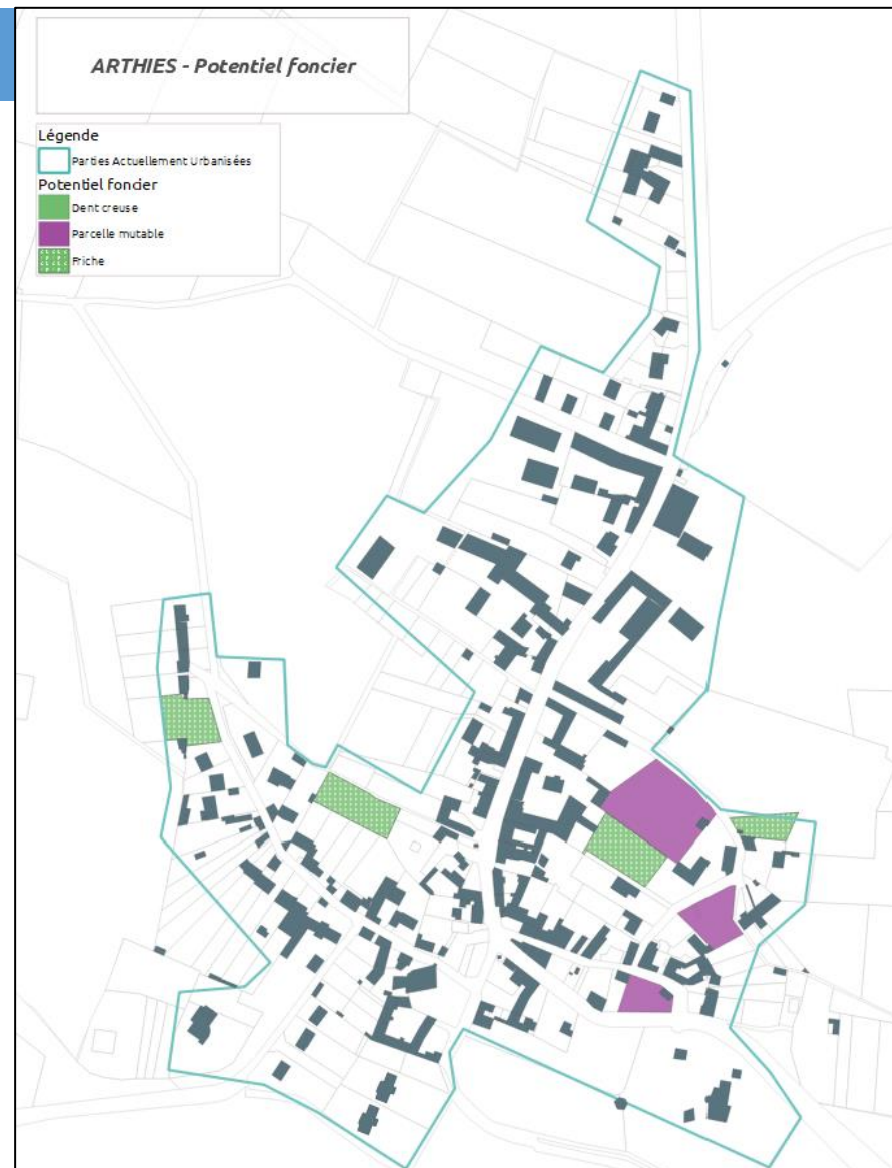 ARTHIES - Potentiel foncier
Légende
Parties Actuellement Urbanisées
Potentiel foncier
Dent creuse
Parcelle mutable
Friche